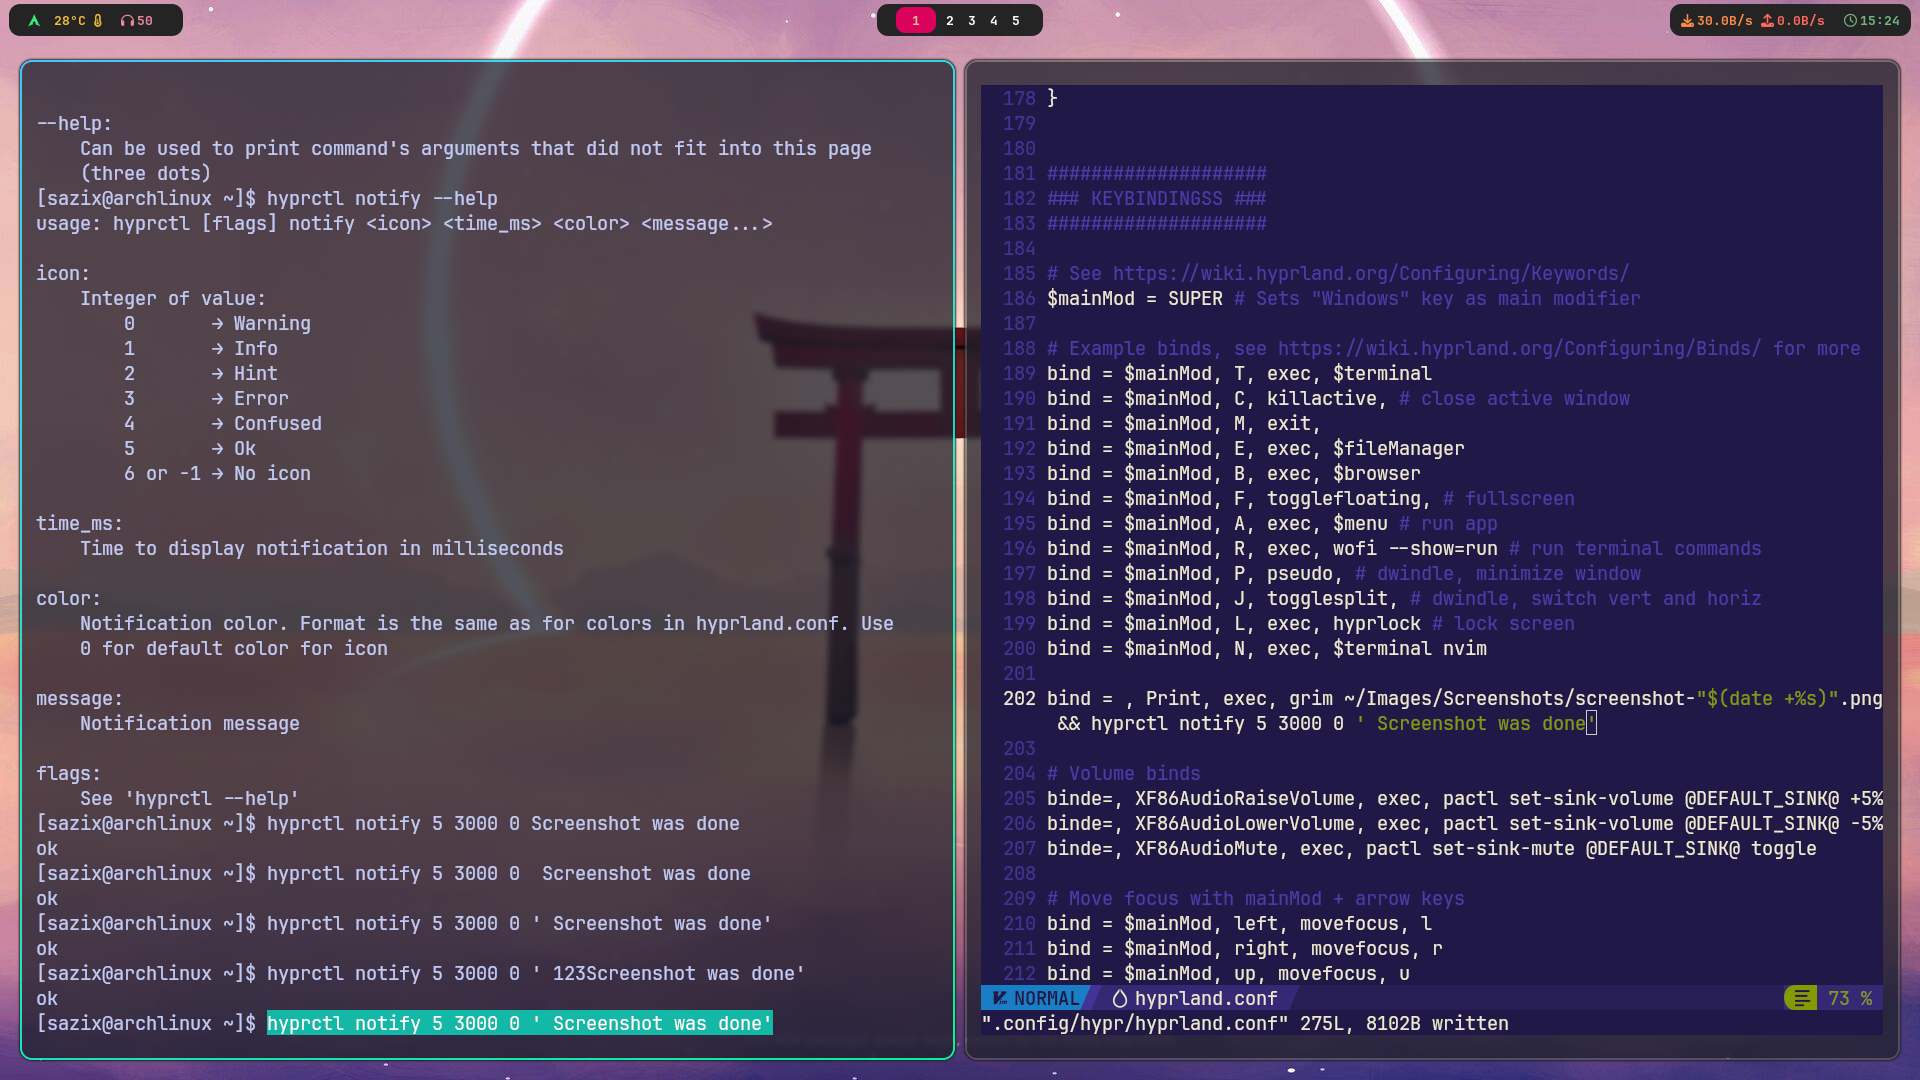 28°C 50
1 2 3 4 5
30.0B/s 0.0B/s 15:24
--help:
Can be used to print command's arguments that did not fit into this page
(three dots)
[sazix@archlinux ~]$ hyprctl notify --help
usage: hyprctl [flags] notify <icon> <time_ms> <color> <message...>
icon:
Integer of value:
0 → Warning
1 → Info
2 → Hint
3 → Error
4 → Confused
5 → Ok
6 or -1 → No icon
time_ms:
Time to display notification in milliseconds
color:
Notification color. Format is the same as for colors in hyprland.conf. Use
0 for default color for icon
message:
Notification message
flags:
See 'hyprctl --help'
[sazix@archlinux ~]$ hyprctl notify 5 3000 0 Screenshot was done
ok
[sazix@archlinux ~]$ hyprctl notify 5 3000 0  Screenshot was done
ok
[sazix@archlinux ~]$ hyprctl notify 5 3000 0 ' Screenshot was done'
ok
[sazix@archlinux ~]$ hyprctl notify 5 3000 0 ' 123Screenshot was done'
ok
[sazix@archlinux ~]$ hyprctl notify 5 3000 0 ' Screenshot was done'
178 }
179
180
181 ####################
182 ### KEYBINDINGSS ###
183 ####################
184
185 # See https://wiki.hyprland.org/Configuring/Keywords/
186 $mainMod = SUPER # Sets "Windows" key as main modifier
187
188 # Example binds, see https://wiki.hyprland.org/Configuring/Binds/ for more
189 bind = $mainMod, T, exec, $terminal
190 bind = $mainMod, C, killactive, # close active window
191 bind = $mainMod, M, exit,
192 bind = $mainMod, E, exec, $fileManager
193 bind = $mainMod, B, exec, $browser
194 bind = $mainMod, F, togglefloating, # fullscreen
195 bind = $mainMod, A, exec, $menu # run app
196 bind = $mainMod, R, exec, wofi --show=run # run terminal commands
197 bind = $mainMod, P, pseudo, # dwindle, minimize window
198 bind = $mainMod, J, togglesplit, # dwindle, switch vert and horiz
199 bind = $mainMod, L, exec, hyprlock # lock screen
200 bind = $mainMod, N, exec, $terminal nvim
201
202 bind = , Print, exec, grim ~/Images/Screenshots/screenshot-"$(date +%s)".png
&& hyprctl notify 5 3000 0 ' Screenshot was done'
203
204 # Volume binds
205 binde=, XF86AudioRaiseVolume, exec, pactl set-sink-volume @DEFAULT_SINK@ +5%
206 binde=, XF86AudioLowerVolume, exec, pactl set-sink-volume @DEFAULT_SINK@ -5%
207 binde=, XF86AudioMute, exec, pactl set-sink-mute @DEFAULT_SINK@ toggle
208
209 # Move focus with mainMod + arrow keys
210 bind = $mainMod, left, movefocus, l
211 bind = $mainMod, right, movefocus, r
212 bind = $mainMod, up, movefocus, u
NORMAL hyprland.conf 73 %
".config/hypr/hyprland.conf" 275L, 8102B written